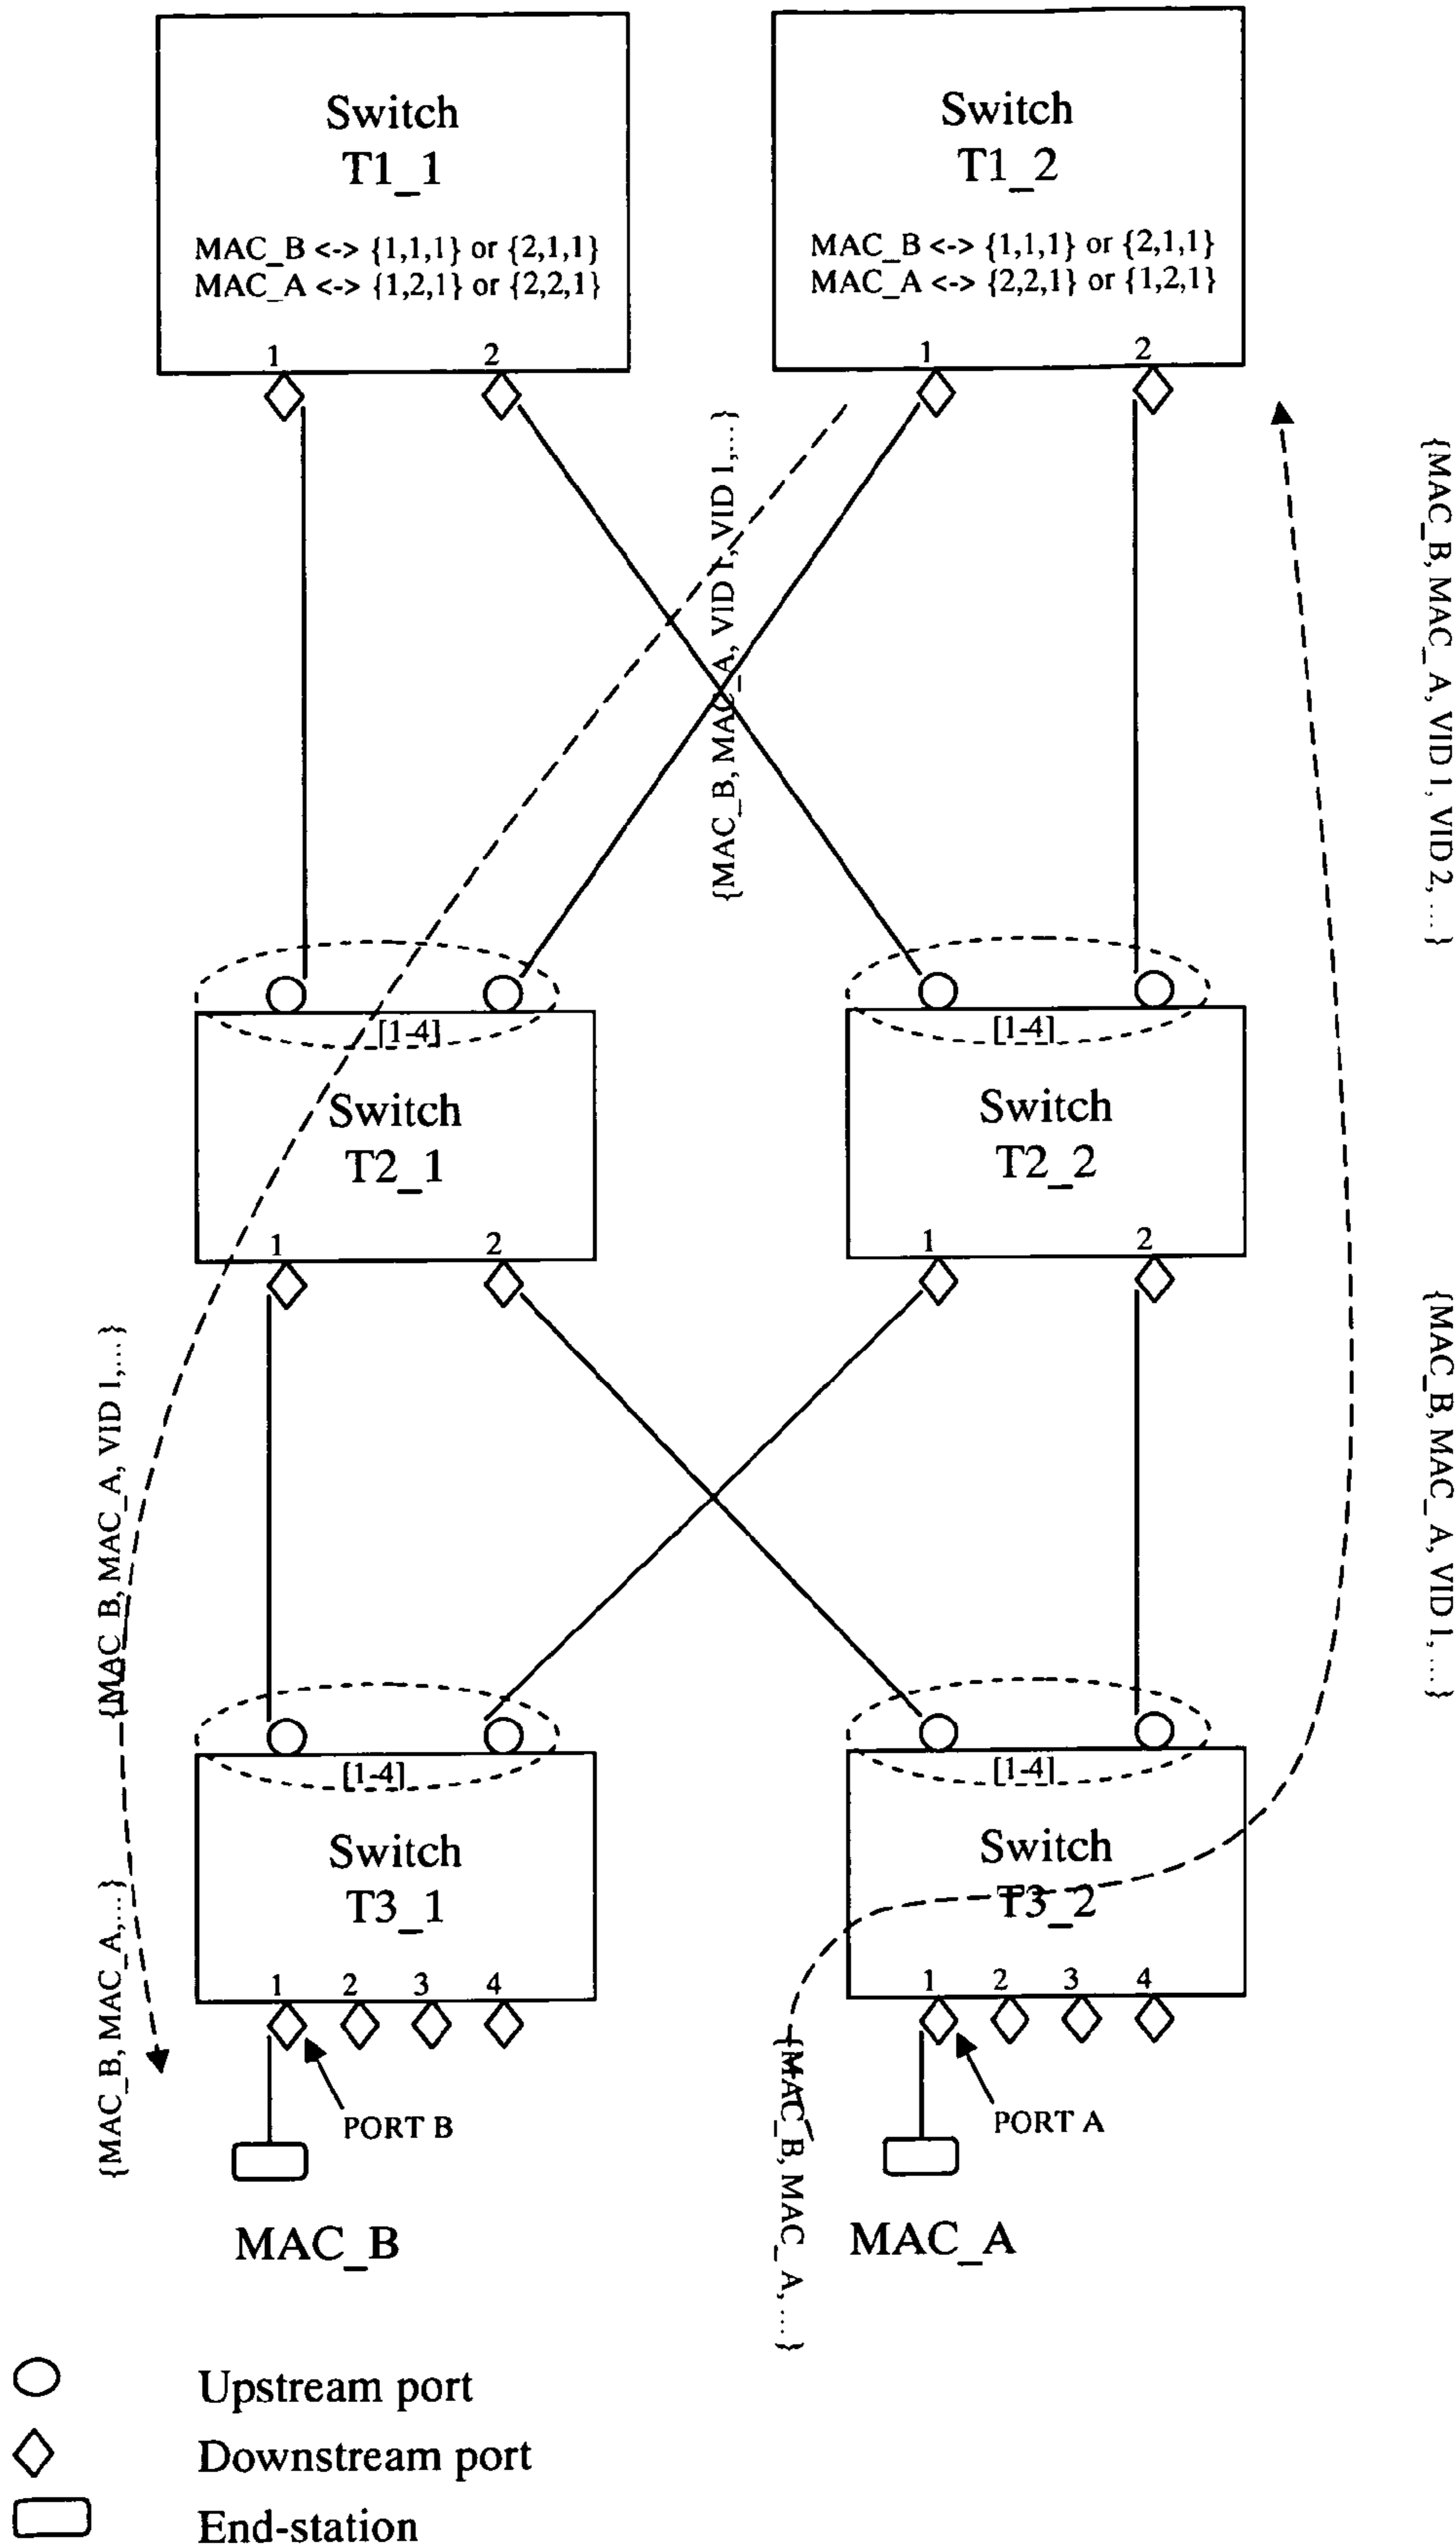 Switch
T1_1
MAC_B <-> {1,1,1} or {2,1,1}
MAC_A <-> {1,2,1} or {2,2,1}
1
2
Switch
T1_2
MAC_B <-> {1,1,1} or {2,1,1}
MAC_A <-> {2,2,1} or {1,2,1}
1
2
{MAC_B, MAC_A, VID 1, VID 1,...}
{MAC_B, MAC_A, VID 1, VID 2, ...}
[1-4]
Switch
T2_1
1
2
[1-4]
Switch
T2_2
1
2
{MAC_B, MAC_A, VID 1,...}
{MAC_B, MAC_A, VID 1, ...}
[1-4]
Switch
T3_1
1
2
3
4
[1-4]
Switch
T3_2
1
2
3
4
{MAC_B, MAC_A,...}
{MAC_B, MAC_A, ...}
PORT B
PORT A
MAC_B
MAC_A
Upstream port
Downstream port
End-station